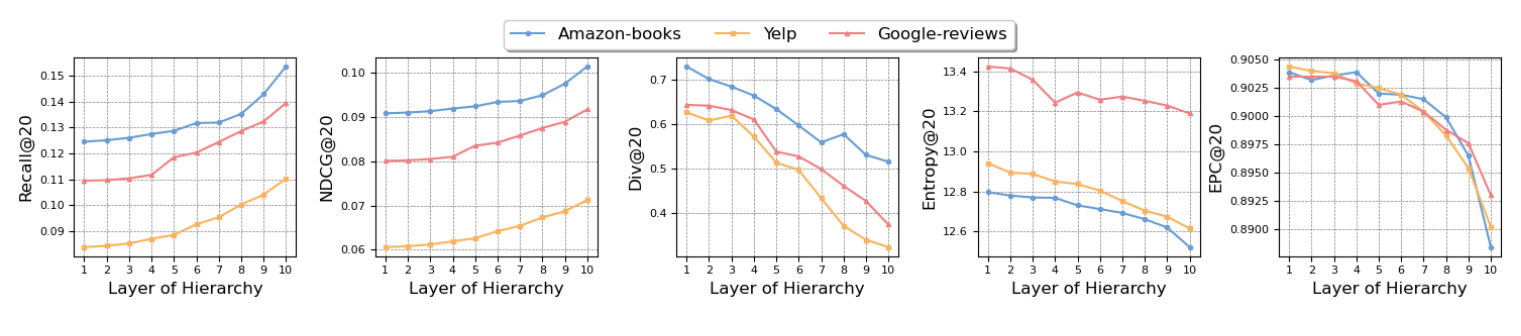 Amazon-books Yelp Google-reviews
Recall@20
0.15
0.14
0.13
0.12
0.11
0.10
0.09
1 2 3 4 5 6 7 8 9 10
Layer of Hierarchy
NDCG@20
0.10
0.09
0.08
0.07
0.06
1 2 3 4 5 6 7 8 9 10
Layer of Hierarchy
Div@20
0.7
0.6
0.5
0.4
1 2 3 4 5 6 7 8 9 10
Layer of Hierarchy
Entropy@20
13.4
13.2
13.0
12.8
12.6
1 2 3 4 5 6 7 8 9 10
Layer of Hierarchy
EPC@20
0.9050
0.9025
0.9000
0.8975
0.8950
0.8925
0.8900
1 2 3 4 5 6 7 8 9 10
Layer of Hierarchy